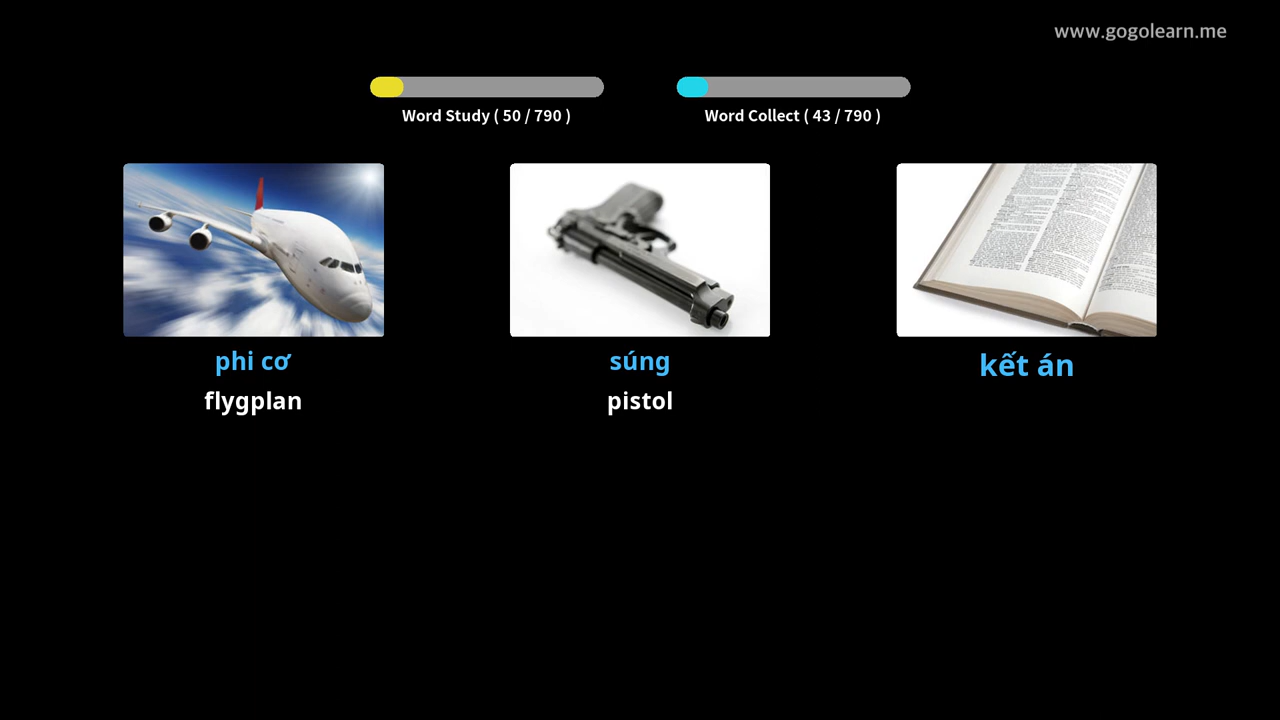 www.gogolearn.me
Word Study ( 50 / 790 )
Word Collect ( 43 / 790 )
phi cơ
súng
kết án
flygplan
pistol